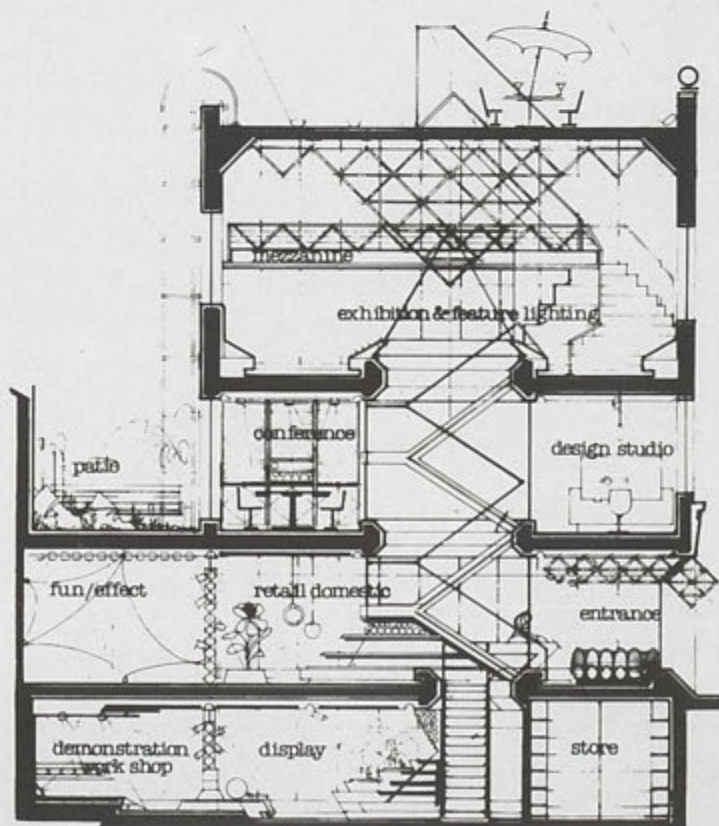 mezzanine
exhibition & feature lighting
conference
design studio
patio
fun/effect
retail domestic
entrance
demonstration
work shop
display
store